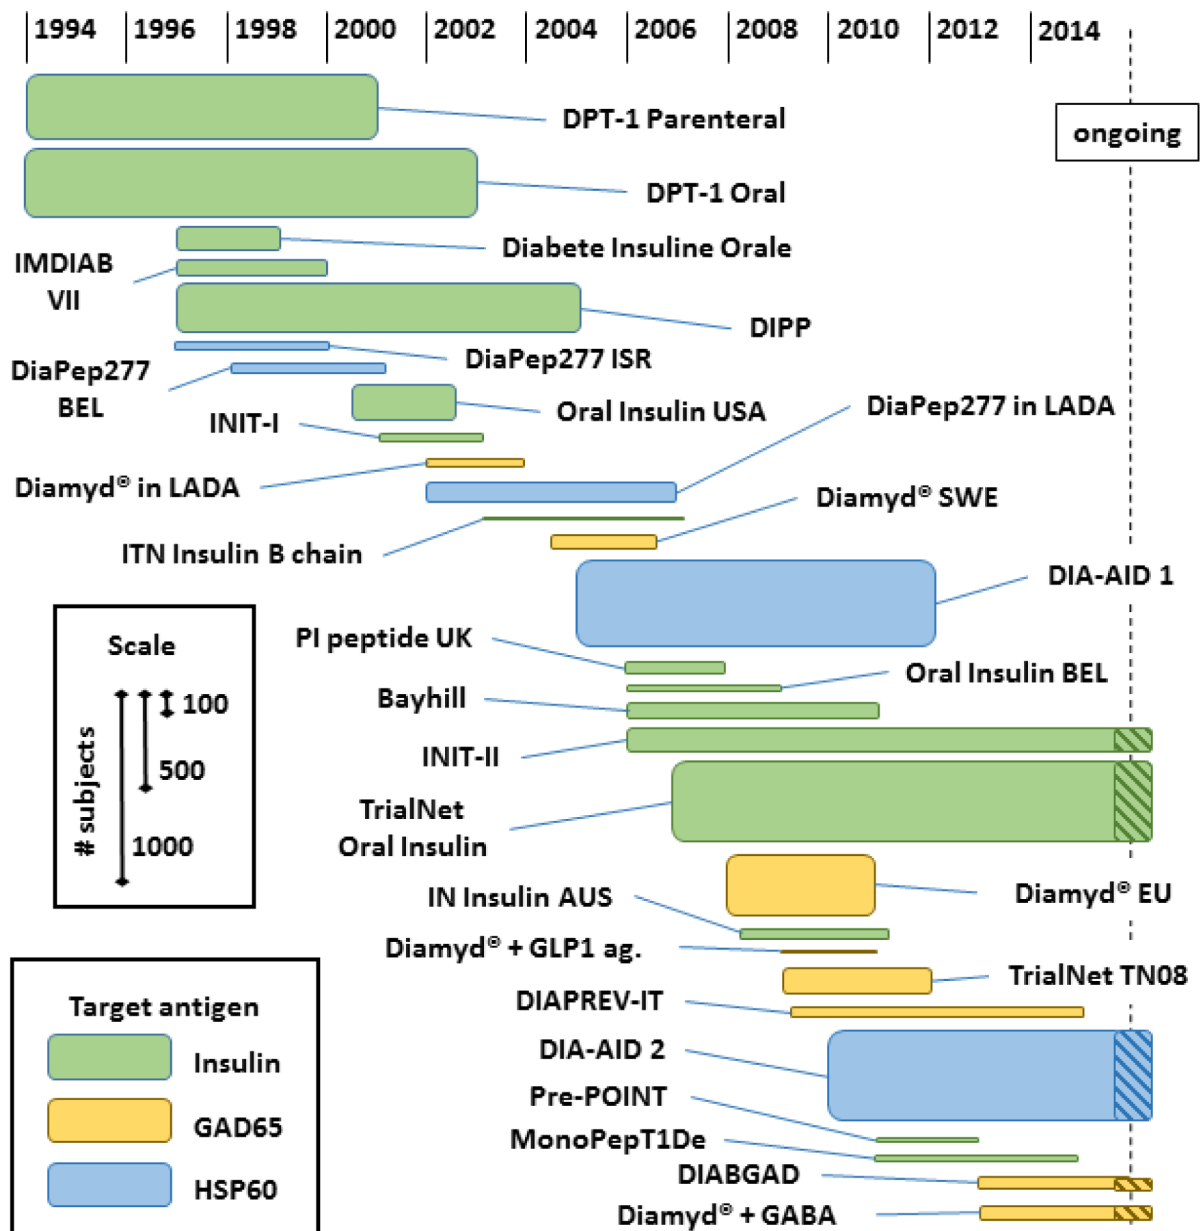 1994 1996 1998 2000 2002 2004 2006 2008 2010 2012 2014
ongoing
DPT-1 Parenteral
DPT-1 Oral
Diabete Insuline Orale
IMDIAB
VII
DIPP
DiaPep277 ISR
DiaPep277
BEL
Oral Insulin USA
DiaPep277 in LADA
INIT-I
Diamyd® in LADA
Diamyd® SWE
ITN Insulin B chain
DIA-AID 1
PI peptide UK
Oral Insulin BEL
Bayhill
INIT-II
TrialNet
Oral Insulin
Diamyd® EU
IN Insulin AUS
Diamyd® + GLP1 ag.
TrialNet TN08
DIAPREV-IT
DIA-AID 2
Pre-POINT
MonoPepT1De
DIABGAD
Diamyd® + GABA
Scale
# subjects
100
500
1000
Target antigen
Insulin
GAD65
HSP60